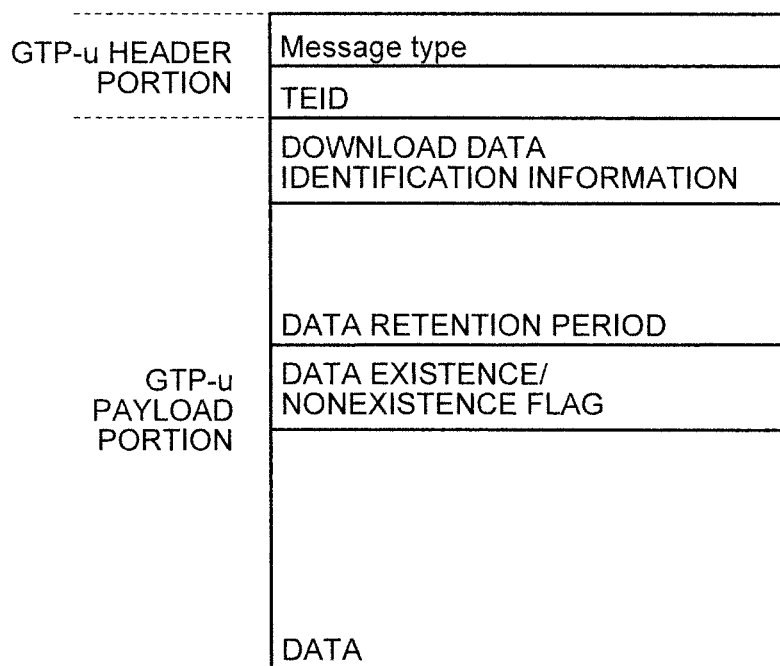 GTP-u HEADER
PORTION
Message type
TEID
DOWNLOAD DATA
IDENTIFICATION INFORMATION
DATA RETENTION PERIOD
GTP-u
PAYLOAD
PORTION
DATA EXISTENCE/
NONEXISTENCE FLAG
DATA